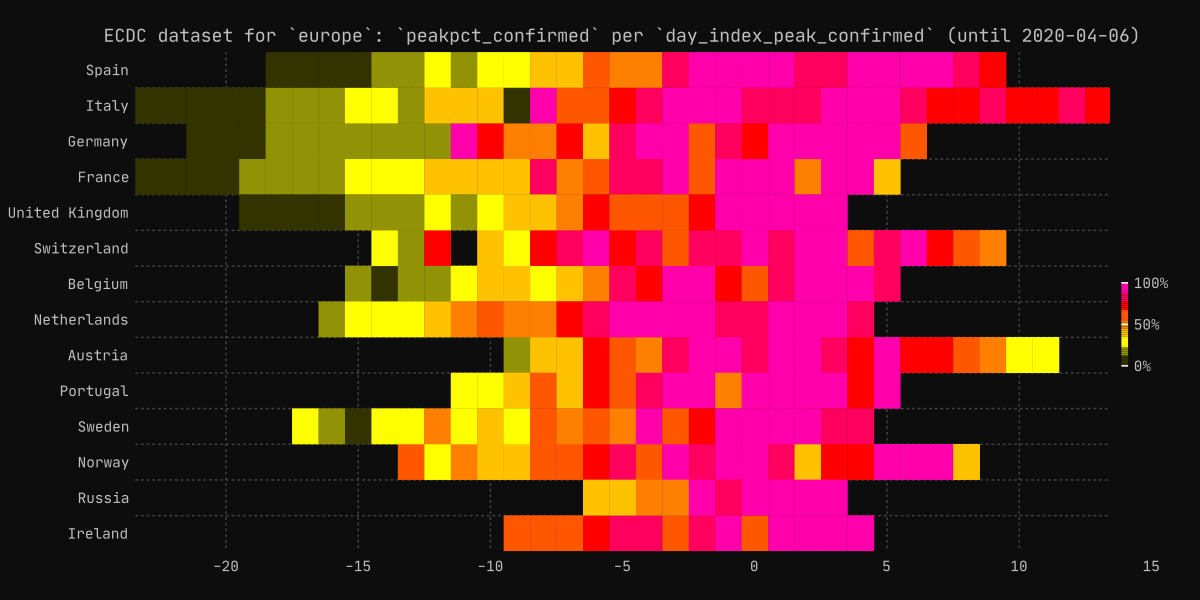 ECDC dataset for `europe`: `peakpct_confirmed` per `day_index_peak_confirmed` (until 2020-04-06)
Spain
Italy
Germany
France
United Kingdom
Switzerland
Belgium
Netherlands
Austria
Portugal
Sweden
Norway
Russia
Ireland
100%
50%
0%
-20 -15 -10 -5 0 5 10 15